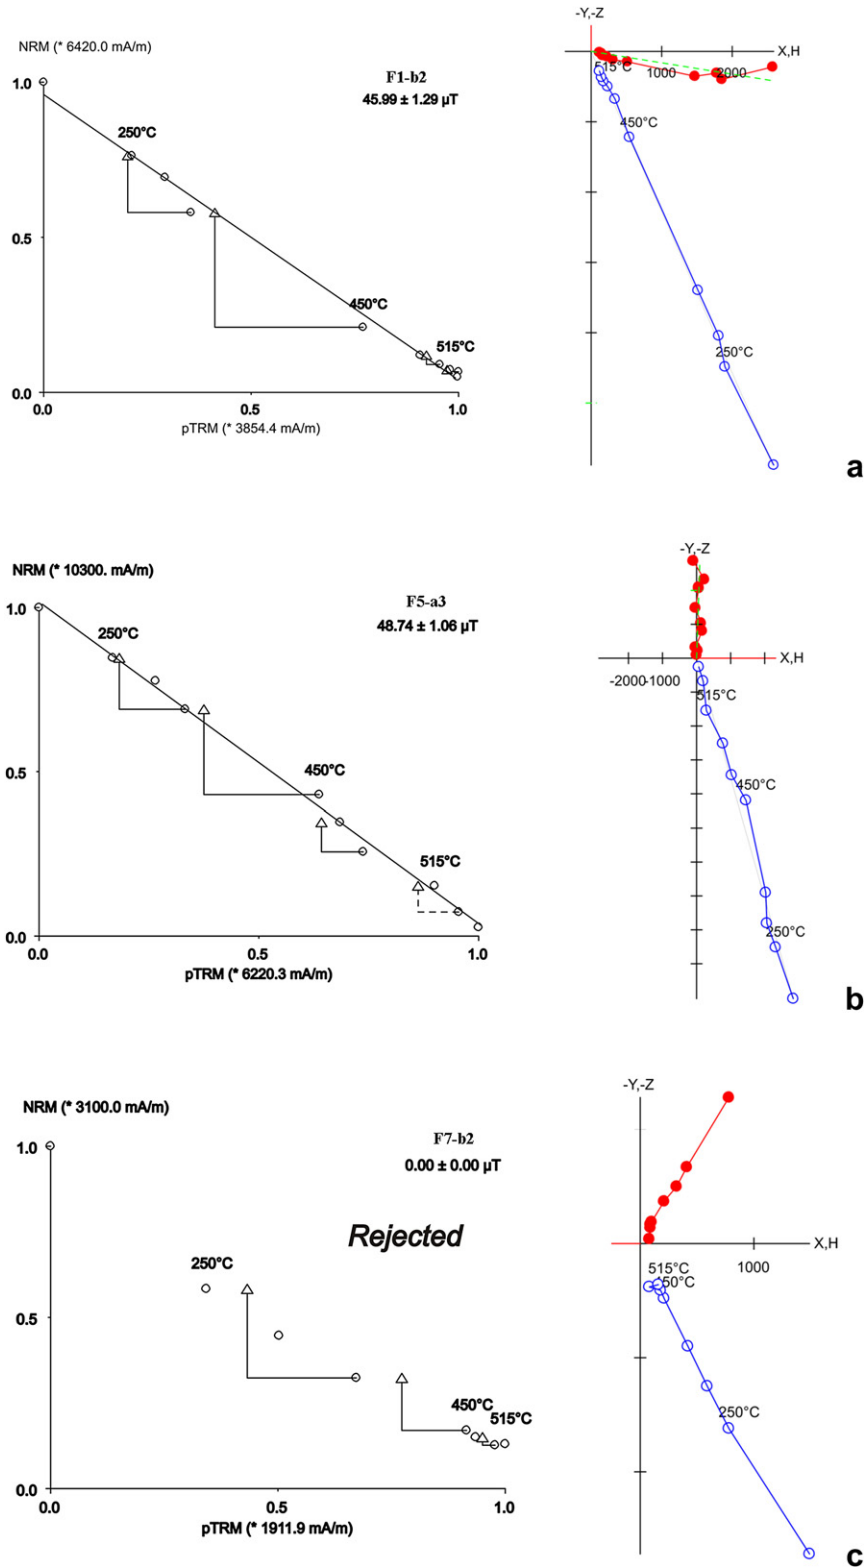 NRM (* 6420.0 mA/m)
F1-b2
45.99 ± 1.29 µT
1.0
250°C
0.5
450°C
515°C
0.0
0.0
0.5
1.0
pTRM (* 3854.4 mA/m)
-Y,-Z
X,H
515°C
1000
2000
450°C
250°C
a
NRM (* 10300. mA/m)
F5-a3
48.74 ± 1.06 µT
1.0
250°C
0.5
450°C
515°C
0.0
0.0
0.5
1.0
pTRM (* 6220.3 mA/m)
-Y,-Z
X,H
-2000
-1000
515°C
450°C
250°C
b
NRM (* 3100.0 mA/m)
F7-b2
0.00 ± 0.00 µT
1.0
Rejected
250°C
0.5
450°C
515°C
0.0
0.0
0.5
1.0
pTRM (* 1911.9 mA/m)
-Y,-Z
X,H
1000
515°C
450°C
250°C
c